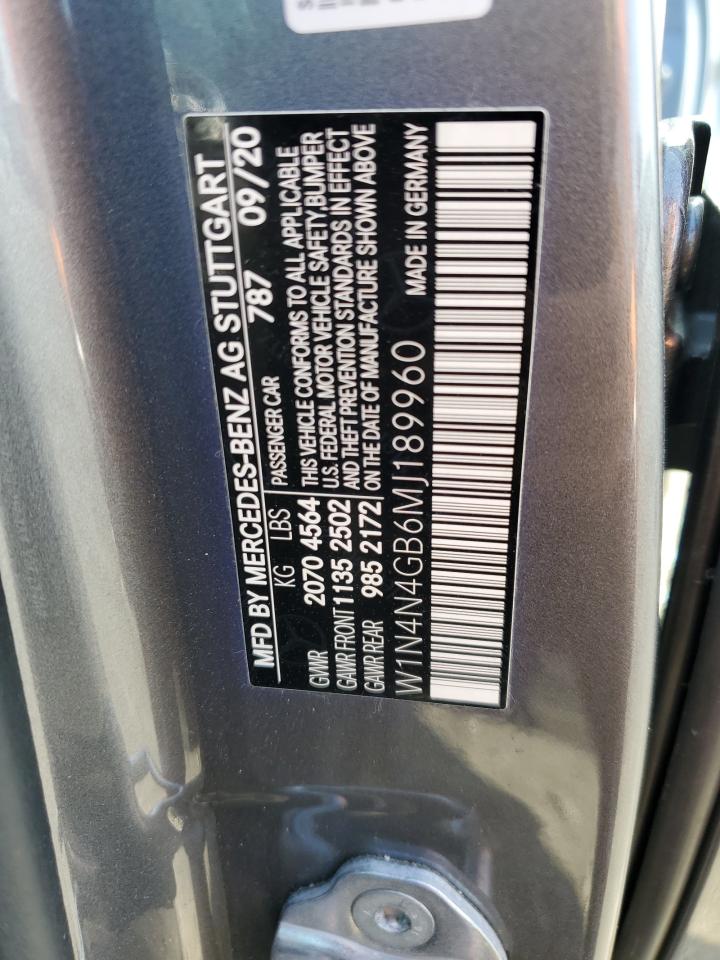 MFD BY MERCEDES-BENZ AG STUTTGART
787 09/20
KG LBS PASSENGER CAR
GVWR 2070 4564
GAWR FRONT 1135 2502
GAWR REAR 985 2172
THIS VEHICLE CONFORMS TO ALL APPLICABLE
U.S. FEDERAL MOTOR VEHICLE SAFETY, BUMPER
AND THEFT PREVENTION STANDARDS IN EFFECT
ON THE DATE OF MANUFACTURE SHOWN ABOVE
W1N4N4GB6MJ189960 MADE IN GERMANY